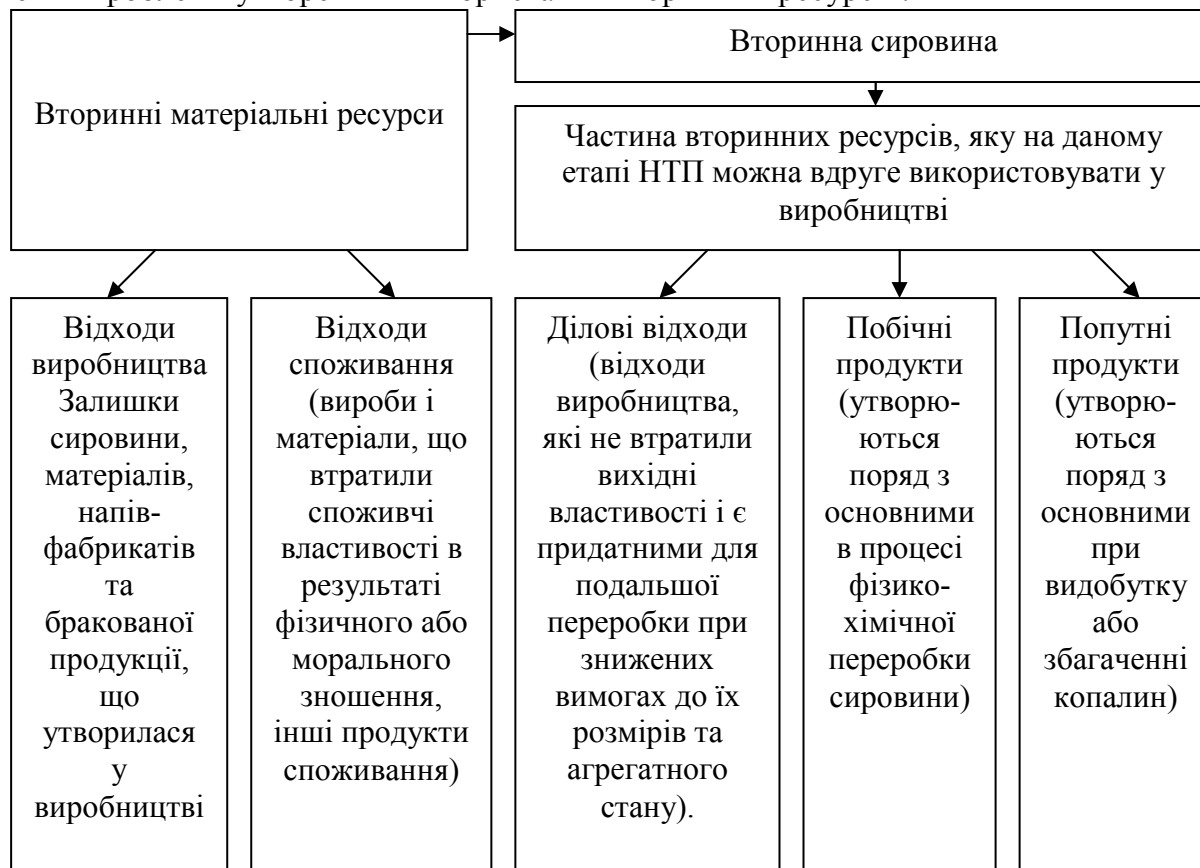 Вторинна сировина
Вторинні матеріальні ресурси
Частина вторинних ресурсів, яку на даному
етапі НТП можна вдруге використовувати у
виробництві
Відходи
виробництва
Залишки
сировини,
матеріалів,
напів-
фабрикатів
та
бракованої
продукції,
що
утворилася
у
виробництві
Відходи
споживання
(вироби і
матеріали, що
втратили
споживчі
властивості в
результаті
фізичного або
морального
зношення,
інші продукти
споживання)
Ділові відходи
(відходи
виробництва,
які не втратили
вихідні
властивості і є
придатними для
подальшої
переробки при
знижених
вимогах до їх
розмірів та
агрегатного
стану).
Побічні
продукти
(утворю-
ються
поряд з
основними
в процесі
фізико-
хімічної
переробки
сировини)
Попутні
продукти
(утворю-
ються
поряд з
основними
при
видобутку
або
збагаченні
копалин)